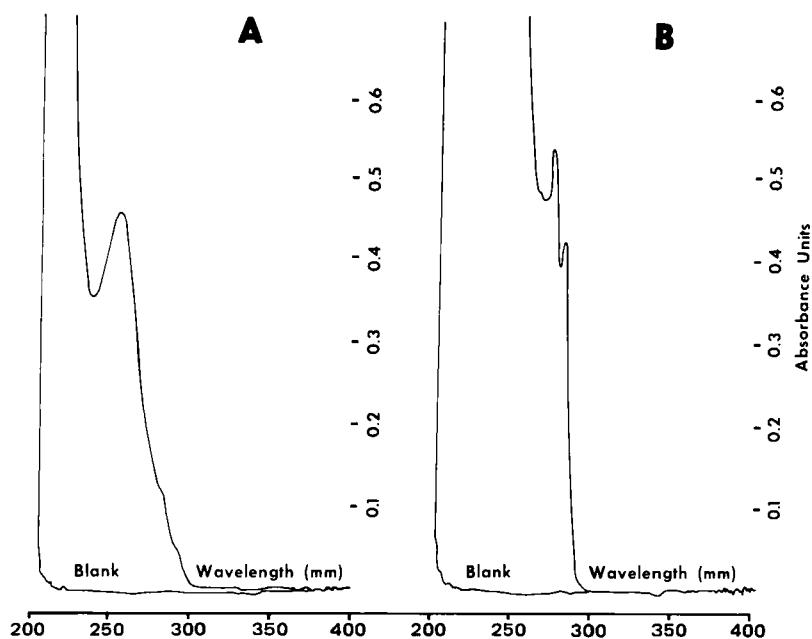 A
B
- 0.6
- 0.5
- 0.4
- 0.3
- 0.2
- 0.1
- 0.6
- 0.5
- 0.4
- 0.3
- 0.2
- 0.1
Absorbance Units
Blank
Wavelength (mm)
Blank
Wavelength (mm)
200 250 300 350 400
200 250 300 350 400